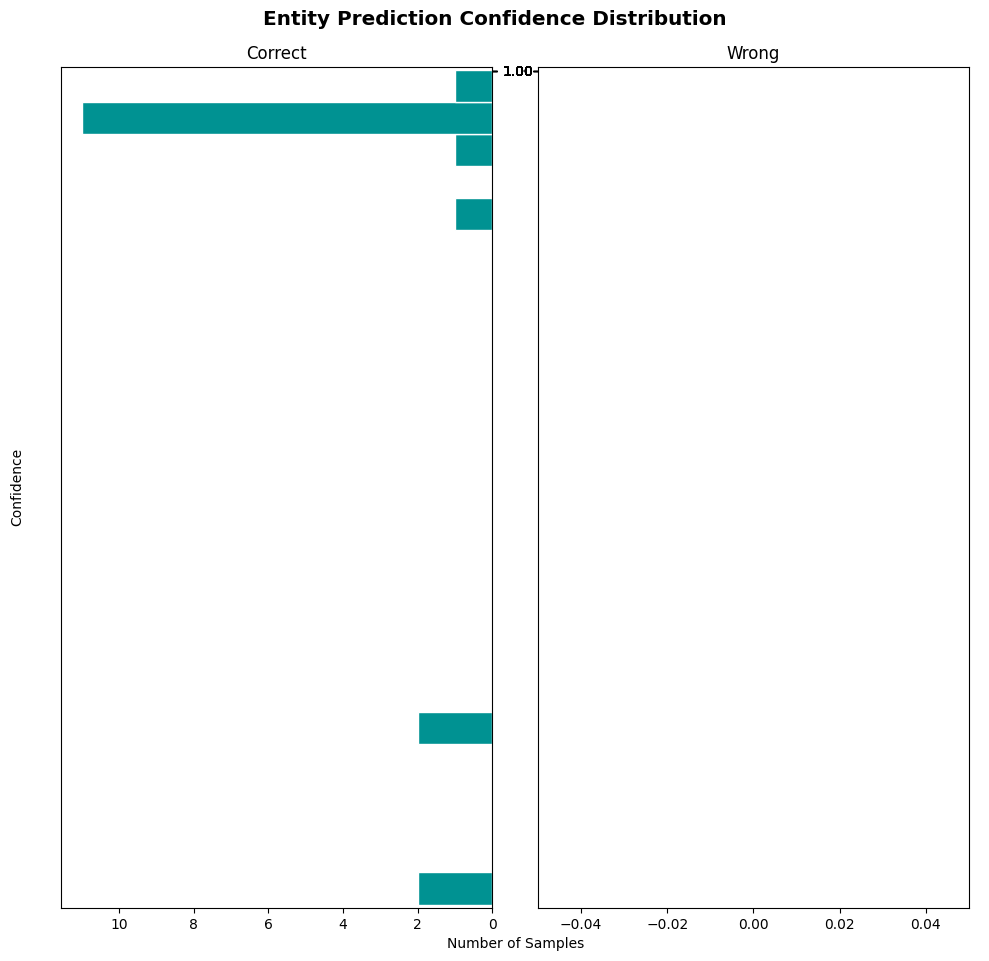 Entity Prediction Confidence Distribution
Correct
Wrong
1.00
Confidence
10 8 6 4 2 0
−0.04 −0.02 0.00 0.02 0.04
Number of Samples